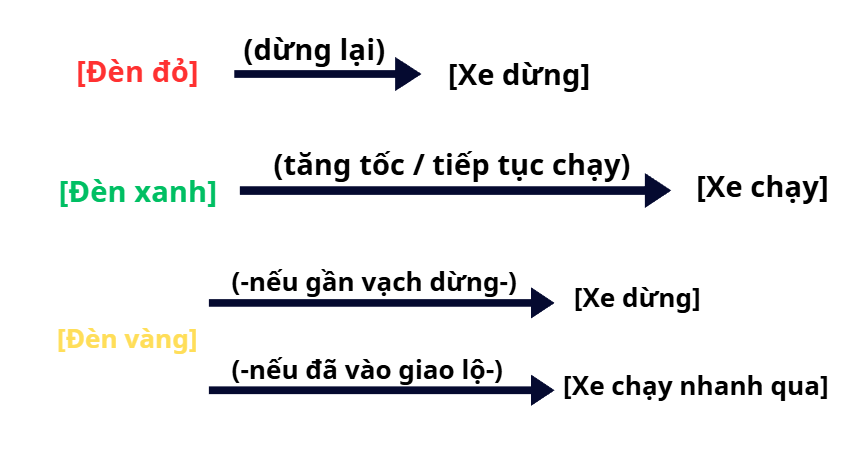 (dừng lại)
[Đèn đỏ] [Xe dừng]
(tăng tốc / tiếp tục chạy)
[Đèn xanh] [Xe chạy]
(-nếu gần vạch dừng-)
[Xe dừng]
[Đèn vàng]
(-nếu đã vào giao lộ-)
[Xe chạy nhanh qua]